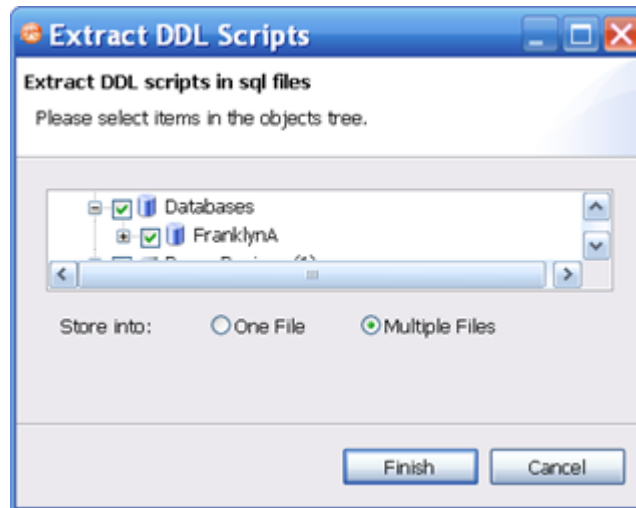 Extract DDL Scripts
Extract DDL scripts in sql files
Please select items in the objects tree.
Databases
FranklynA
Store into: One File Multiple Files
Finish Cancel